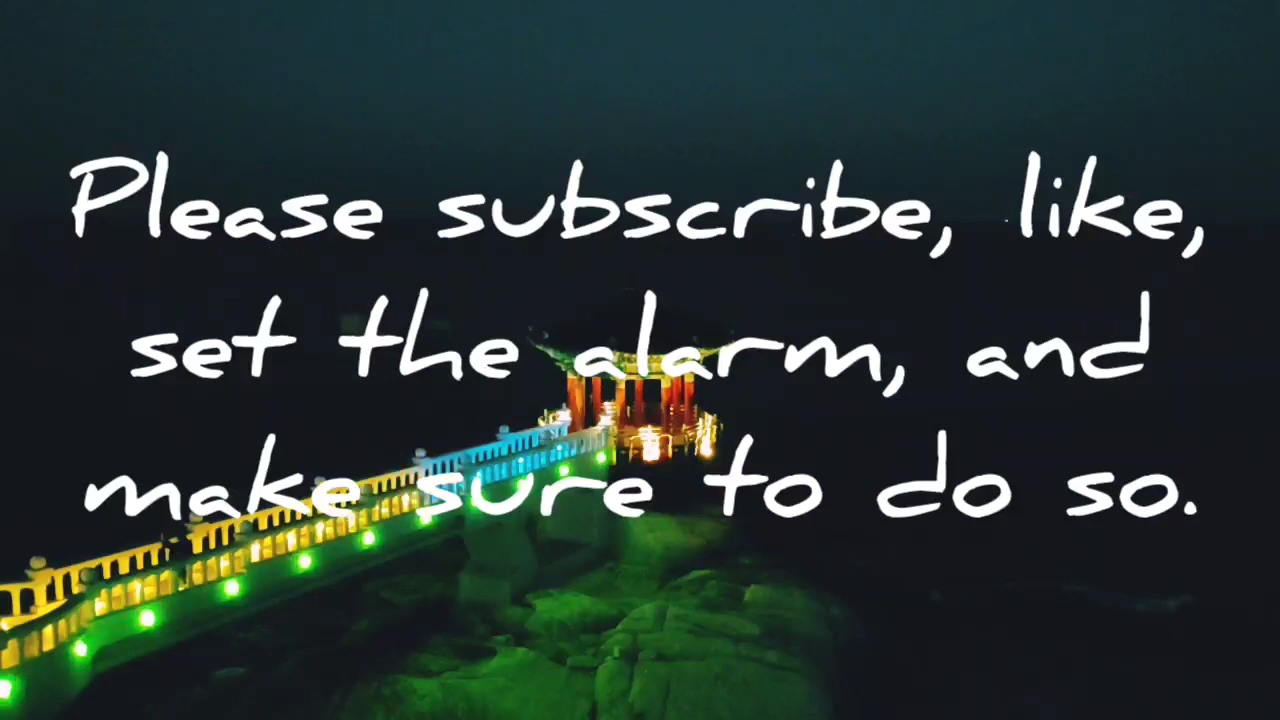 Please subscribe, like,
set the alarm, and
make sure to do so.